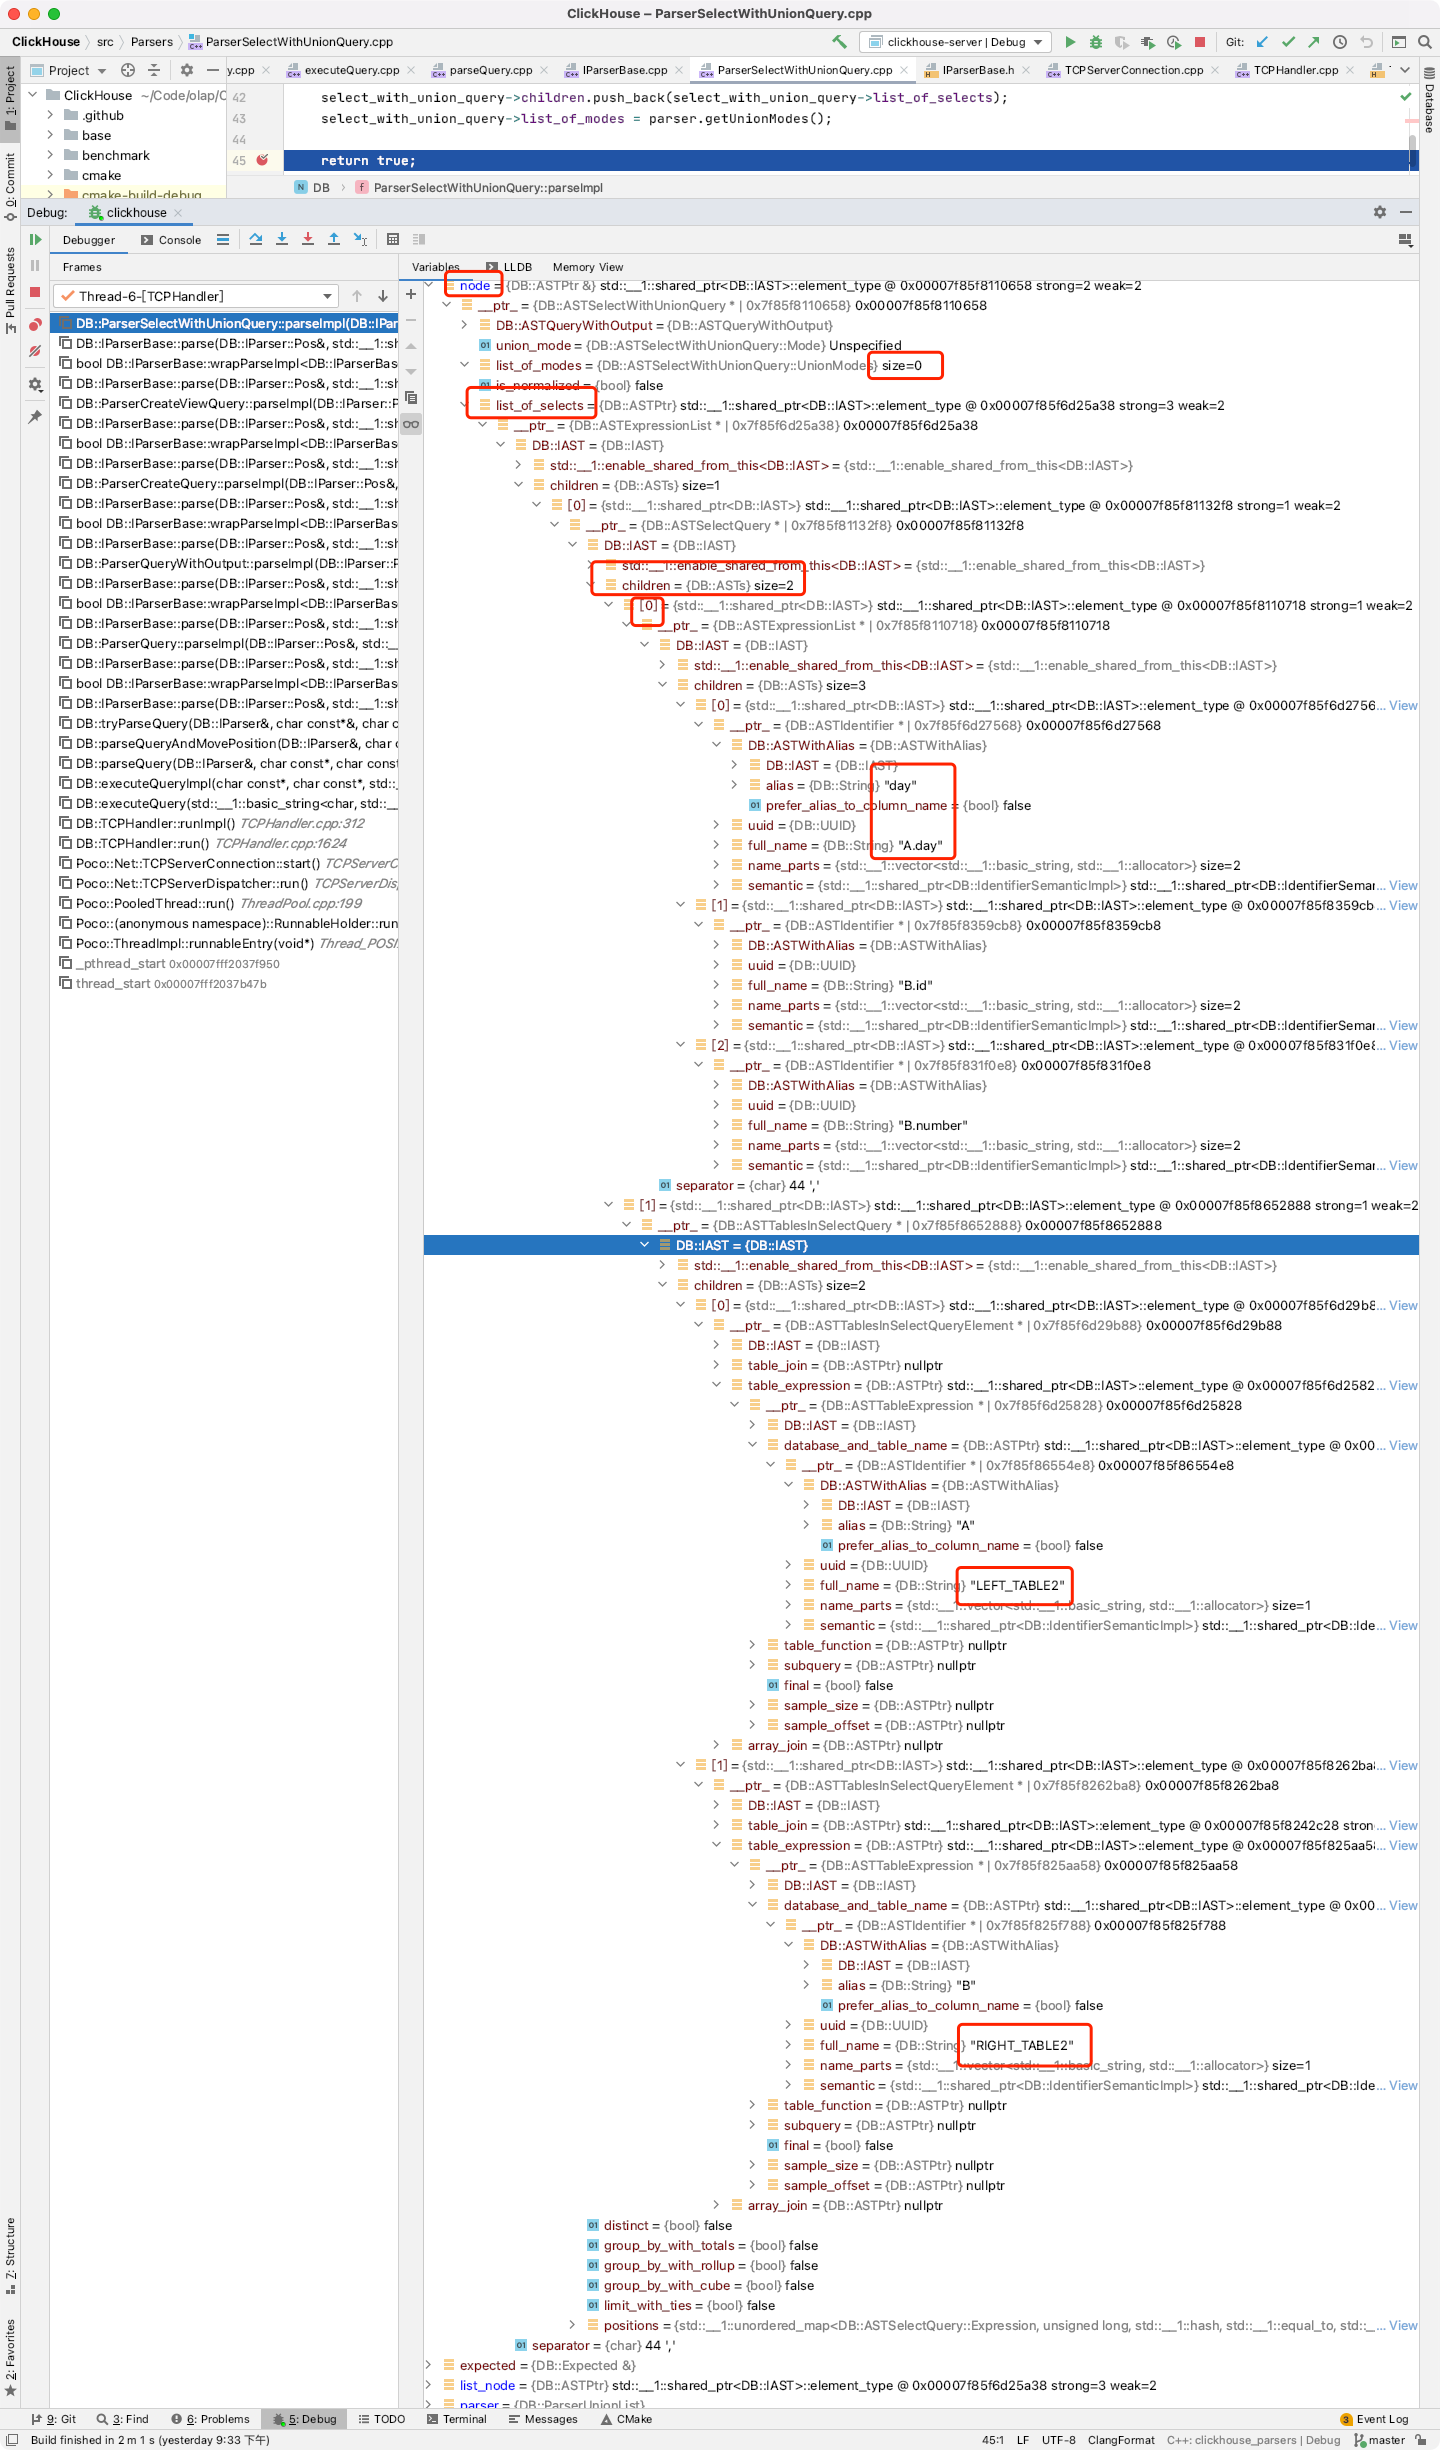 ClickHouse – ParserSelectWithUnionQuery.cpp
ClickHouse 〉 src 〉 Parsers 〉 ParserSelectWithUnionQuery.cpp
clickhouse-server | Debug
Git:
Project
y.cpp
executeQuery.cpp
parseQuery.cpp
IParserBase.cpp
ParserSelectWithUnionQuery.cpp
IParserBase.h
TCPServerConnection.cpp
TCPHandler.cpp
1: Project
0: Commit
Pull Requests
Database
ClickHouse ~/Code/olap/C
.github
base
benchmark
cmake
cmake-build-debug
42 select_with_union_query->children.push_back(select_with_union_query->list_of_selects);
43 select_with_union_query->list_of_modes = parser.getUnionModes();
44
45 return true;
DB 〉 ParserSelectWithUnionQuery::parseImpl
Debug: clickhouse
Debugger
Console
Frames
Variables
LLDB
Memory View
Thread-6-[TCPHandler]
DB::ParserSelectWithUnionQuery::parseImpl(DB::IPar
DB::IParserBase::parse(DB::IParser::Pos&, std::__1::sh
bool DB::IParserBase::wrapParseImpl<DB::IParserBase
DB::IParserBase::parse(DB::IParser::Pos&, std::__1::sh
DB::ParserCreateViewQuery::parseImpl(DB::IParser::P
DB::IParserBase::parse(DB::IParser::Pos&, std::__1::sh
bool DB::IParserBase::wrapParseImpl<DB::IParserBase
DB::IParserBase::parse(DB::IParser::Pos&, std::__1::sh
DB::ParserCreateQuery::parseImpl(DB::IParser::Pos&,
DB::IParserBase::parse(DB::IParser::Pos&, std::__1::sh
bool DB::IParserBase::wrapParseImpl<DB::IParserBase
DB::IParserBase::parse(DB::IParser::Pos&, std::__1::sh
DB::ParserQueryWithOutput::parseImpl(DB::IParser::P
DB::IParserBase::parse(DB::IParser::Pos&, std::__1::sh
bool DB::IParserBase::wrapParseImpl<DB::IParserBase
DB::IParserBase::parse(DB::IParser::Pos&, std::__1::sh
DB::ParserQuery::parseImpl(DB::IParser::Pos&, std::__
DB::IParserBase::parse(DB::IParser::Pos&, std::__1::sh
bool DB::IParserBase::wrapParseImpl<DB::IParserBase
DB::IParserBase::parse(DB::IParser::Pos&, std::__1::sh
DB::tryParseQuery(DB::IParser&, char const*&, char c
DB::parseQueryAndMovePosition(DB::IParser&, char c
DB::parseQuery(DB::IParser&, char const*, char const
DB::executeQueryImpl(char const*, char const*, std::_
DB::executeQuery(std::__1::basic_string<char, std::__
DB::TCPHandler::runImpl() TCPHandler.cpp:312
DB::TCPHandler::run() TCPHandler.cpp:1624
Poco::Net::TCPServerConnection::start() TCPServerC
Poco::Net::TCPServerDispatcher::run() TCPServerDis
Poco::PooledThread::run() ThreadPool.cpp:199
Poco::(anonymous namespace)::RunnableHolder::run
Poco::ThreadImpl::runnableEntry(void*) Thread_POSI
_pthread_start 0x00007fff2037f950
thread_start 0x00007fff2037b47b
node = {DB::ASTPtr &} std::__1::shared_ptr<DB::IAST>::element_type @ 0x00007f85f8110658 strong=2 weak=2
__ptr_ = {DB::ASTSelectWithUnionQuery * | 0x7f85f8110658} 0x00007f85f8110658
DB::ASTQueryWithOutput = {DB::ASTQueryWithOutput}
union_mode = {DB::ASTSelectWithUnionQuery::Mode} Unspecified
list_of_modes = {DB::ASTSelectWithUnionQuery::UnionModes} size=0
is_normalized = {bool} false
list_of_selects = {DB::ASTPtr} std::__1::shared_ptr<DB::IAST>::element_type @ 0x00007f85f6d25a38 strong=3 weak=2
__ptr_ = {DB::ASTExpressionList * | 0x7f85f6d25a38} 0x00007f85f6d25a38
DB::IAST = {DB::IAST}
std::__1::enable_shared_from_this<DB::IAST> = {std::__1::enable_shared_from_this<DB::IAST>}
children = {DB::ASTs} size=1
[0] = {std::__1::shared_ptr<DB::IAST>} std::__1::shared_ptr<DB::IAST>::element_type @ 0x00007f85f81132f8 strong=1 weak=2
__ptr_ = {DB::ASTSelectQuery * | 0x7f85f81132f8} 0x00007f85f81132f8
DB::IAST = {DB::IAST}
std::__1::enable_shared_from_this<DB::IAST> = {std::__1::enable_shared_from_this<DB::IAST>}
children = {DB::ASTs} size=2
[0] = {std::__1::shared_ptr<DB::IAST>} std::__1::shared_ptr<DB::IAST>::element_type @ 0x00007f85f8110718 strong=1 weak=2
__ptr_ = {DB::ASTExpressionList * | 0x7f85f8110718} 0x00007f85f8110718
DB::IAST = {DB::IAST}
std::__1::enable_shared_from_this<DB::IAST> = {std::__1::enable_shared_from_this<DB::IAST>}
children = {DB::ASTs} size=3
[0] = {std::__1::shared_ptr<DB::IAST>} std::__1::shared_ptr<DB::IAST>::element_type @ 0x00007f85f6d2756... View
__ptr_ = {DB::ASTIdentifier * | 0x7f85f6d27568} 0x00007f85f6d27568
DB::ASTWithAlias = {DB::ASTWithAlias}
DB::IAST = {DB::IAST}
alias = {DB::String} "day"
prefer_alias_to_column_name = {bool} false
uuid = {DB::UUID}
full_name = {DB::String} "A.day"
name_parts = {std::__1::vector<std::__1::basic_string, std::__1::allocator>} size=2
semantic = {std::__1::shared_ptr<DB::IdentifierSemanticImpl>} std::__1::shared_ptr<DB::IdentifierSemar... View
[1] = {std::__1::shared_ptr<DB::IAST>} std::__1::shared_ptr<DB::IAST>::element_type @ 0x00007f85f8359cb... View
__ptr_ = {DB::ASTIdentifier * | 0x7f85f8359cb8} 0x00007f85f8359cb8
DB::ASTWithAlias = {DB::ASTWithAlias}
uuid = {DB::UUID}
full_name = {DB::String} "B.id"
name_parts = {std::__1::vector<std::__1::basic_string, std::__1::allocator>} size=2
semantic = {std::__1::shared_ptr<DB::IdentifierSemanticImpl>} std::__1::shared_ptr<DB::IdentifierSemar... View
[2] = {std::__1::shared_ptr<DB::IAST>} std::__1::shared_ptr<DB::IAST>::element_type @ 0x00007f85f831f0e8... View
__ptr_ = {DB::ASTIdentifier * | 0x7f85f831f0e8} 0x00007f85f831f0e8
DB::ASTWithAlias = {DB::ASTWithAlias}
uuid = {DB::UUID}
full_name = {DB::String} "B.number"
name_parts = {std::__1::vector<std::__1::basic_string, std::__1::allocator>} size=2
semantic = {std::__1::shared_ptr<DB::IdentifierSemanticImpl>} std::__1::shared_ptr<DB::IdentifierSemar... View
separator = {char} 44 ','
[1] = {std::__1::shared_ptr<DB::IAST>} std::__1::shared_ptr<DB::IAST>::element_type @ 0x00007f85f8652888 strong=1 weak=2
__ptr_ = {DB::ASTTablesInSelectQuery * | 0x7f85f8652888} 0x00007f85f8652888
DB::IAST = {DB::IAST}
std::__1::enable_shared_from_this<DB::IAST> = {std::__1::enable_shared_from_this<DB::IAST>}
children = {DB::ASTs} size=2
[0] = {std::__1::shared_ptr<DB::IAST>} std::__1::shared_ptr<DB::IAST>::element_type @ 0x00007f85f6d29b8... View
__ptr_ = {DB::ASTTablesInSelectQueryElement * | 0x7f85f6d29b88} 0x00007f85f6d29b88
DB::IAST = {DB::IAST}
table_join = {DB::ASTPtr} nullptr
table_expression = {DB::ASTPtr} std::__1::shared_ptr<DB::IAST>::element_type @ 0x00007f85f6d2582... View
__ptr_ = {DB::ASTTableExpression * | 0x7f85f6d25828} 0x00007f85f6d25828
DB::IAST = {DB::IAST}
database_and_table_name = {DB::ASTPtr} std::__1::shared_ptr<DB::IAST>::element_type @ 0x00... View
__ptr_ = {DB::ASTIdentifier * | 0x7f85f86554e8} 0x00007f85f86554e8
DB::ASTWithAlias = {DB::ASTWithAlias}
DB::IAST = {DB::IAST}
alias = {DB::String} "A"
prefer_alias_to_column_name = {bool} false
uuid = {DB::UUID}
full_name = {DB::String} "LEFT_TABLE2"
name_parts = {std::__1::vector<std::__1::basic_string, std::__1::allocator>} size=1
semantic = {std::__1::shared_ptr<DB::IdentifierSemanticImpl>} std::__1::shared_ptr<DB::Ide... View
table_function = {DB::ASTPtr} nullptr
subquery = {DB::ASTPtr} nullptr
final = {bool} false
sample_size = {DB::ASTPtr} nullptr
sample_offset = {DB::ASTPtr} nullptr
array_join = {DB::ASTPtr} nullptr
[1] = {std::__1::shared_ptr<DB::IAST>} std::__1::shared_ptr<DB::IAST>::element_type @ 0x00007f85f8262ba8... View
__ptr_ = {DB::ASTTablesInSelectQueryElement * | 0x7f85f8262ba8} 0x00007f85f8262ba8
DB::IAST = {DB::IAST}
table_join = {DB::ASTPtr} std::__1::shared_ptr<DB::IAST>::element_type @ 0x00007f85f8242c28 stron... View
table_expression = {DB::ASTPtr} std::__1::shared_ptr<DB::IAST>::element_type @ 0x00007f85f825aa5... View
__ptr_ = {DB::ASTTableExpression * | 0x7f85f825aa58} 0x00007f85f825aa58
DB::IAST = {DB::IAST}
database_and_table_name = {DB::ASTPtr} std::__1::shared_ptr<DB::IAST>::element_type @ 0x00... View
__ptr_ = {DB::ASTIdentifier * | 0x7f85f825f788} 0x00007f85f825f788
DB::ASTWithAlias = {DB::ASTWithAlias}
DB::IAST = {DB::IAST}
alias = {DB::String} "B"
prefer_alias_to_column_name = {bool} false
uuid = {DB::UUID}
full_name = {DB::String} "RIGHT_TABLE2"
name_parts = {std::__1::vector<std::__1::basic_string, std::__1::allocator>} size=1
semantic = {std::__1::shared_ptr<DB::IdentifierSemanticImpl>} std::__1::shared_ptr<DB::Ide... View
table_function = {DB::ASTPtr} nullptr
subquery = {DB::ASTPtr} nullptr
final = {bool} false
sample_size = {DB::ASTPtr} nullptr
sample_offset = {DB::ASTPtr} nullptr
array_join = {DB::ASTPtr} nullptr
distinct = {bool} false
group_by_with_totals = {bool} false
group_by_with_rollup = {bool} false
group_by_with_cube = {bool} false
limit_with_ties = {bool} false
positions = {std::__1::unordered_map<DB::ASTSelectQuery::Expression, unsigned long, std::__1::hash, std::__1::equal_to, std::_... View
separator = {char} 44 ','
expected = {DB::Expected &}
list_node = {DB::ASTPtr} std::__1::shared_ptr<DB::IAST>::element_type @ 0x00007f85f6d25a38 strong=3 weak=2
parser = {DB::ParserUnionList}
Z: Structure
2: Favorites
9: Git
3: Find
6: Problems
5: Debug
TODO
Terminal
Messages
CMake
3 Event Log
Build finished in 2 m 1 s (yesterday 9:33 下午)
45:1 LF UTF-8 ClangFormat C++: clickhouse_parsers | Debug master